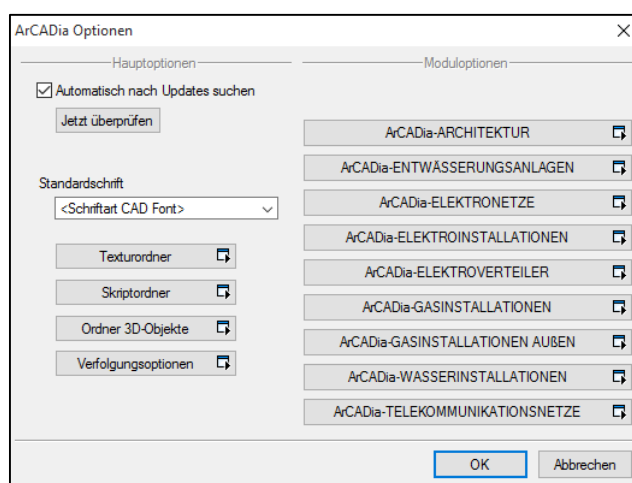 ArCADia Optionen
Hauptoptionen
Automatisch nach Updates suchen
Jetzt überprüfen
Standardschrift
<Schriftart CAD Font>
Texturordner
Skriptordner
Ordner 3D-Objekte
Verfolgungsoptionen
Moduloptionen
ArCADia-ARCHITEKTUR
ArCADia-ENTWÄSSERUNGSANLAGEN
ArCADia-ELEKTRONETZE
ArCADia-ELEKTROINSTALLATIONEN
ArCADia-ELEKTROVERTEILER
ArCADia-GASINSTALLATIONEN
ArCADia-GASINSTALLATIONEN AUßEN
ArCADia-WASSERINSTALLATIONEN
ArCADia-TELEKOMMUNIKATIONSNETZE
OK
Abbrechen